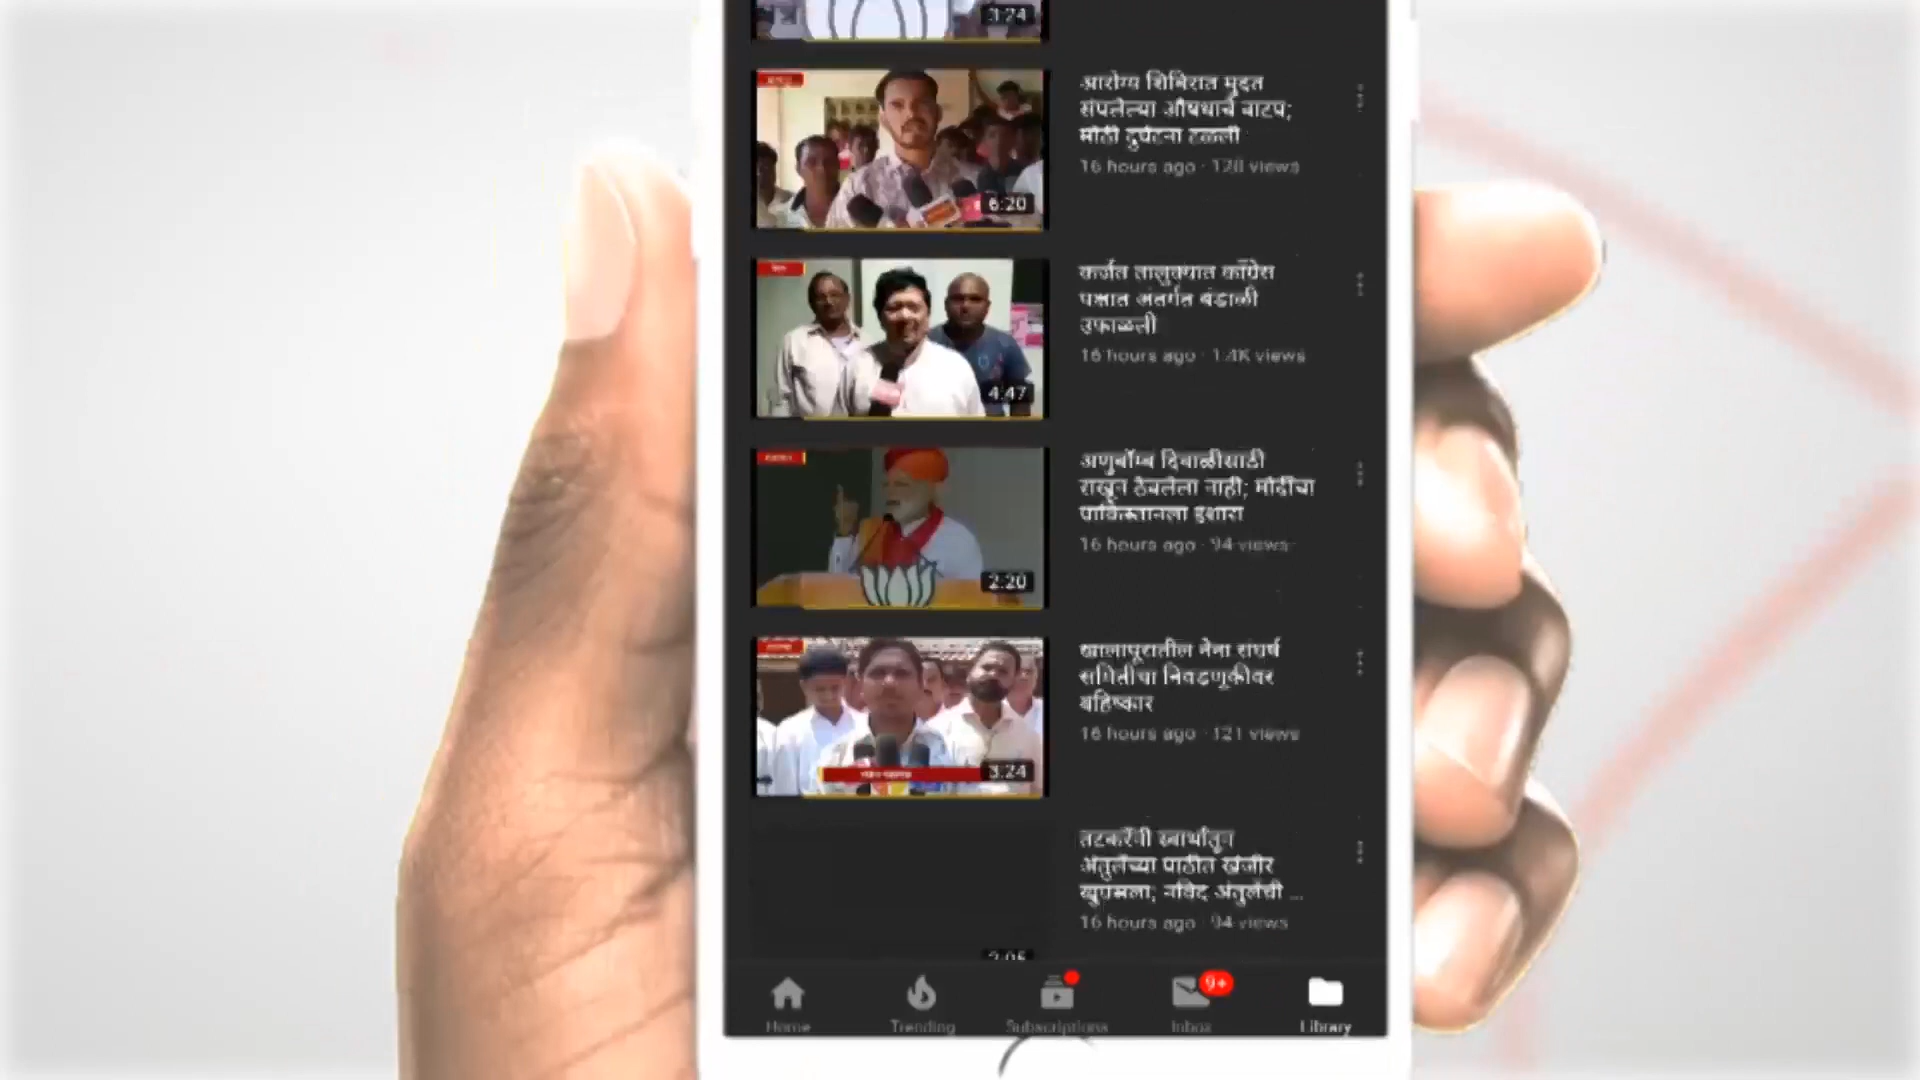 3:24
आरोग्य शिबिरात मुदत
संपलेल्या औषधाचे वाटप;
मोठी दुर्घटना टळली
16 hours ago · 128 views
6:20
कर्जत तालुक्यात काँग्रेस
पक्षात अंतर्गत बंडाळी
उफाळली
16 hours ago · 1.4K views
4:47
अणुबॉम्ब दिवाळीसाठी
राखून ठेवलेला नाही; मोदींचा
पाकिस्तानला इशारा
16 hours ago · 94 views
2:20
खालापूरातील नैना संघर्ष
समितीचा निवडणूकीवर
बहिष्कार
16 hours ago · 121 views
3:24
तटकरेंनी स्वार्थातून
अंतुलेंच्या पाठीत खंजीर
खुपसला; नविद अंतुलेंची ...
16 hours ago · 94 views
9+
Home
Trending
Subscriptions
Inbox
Library